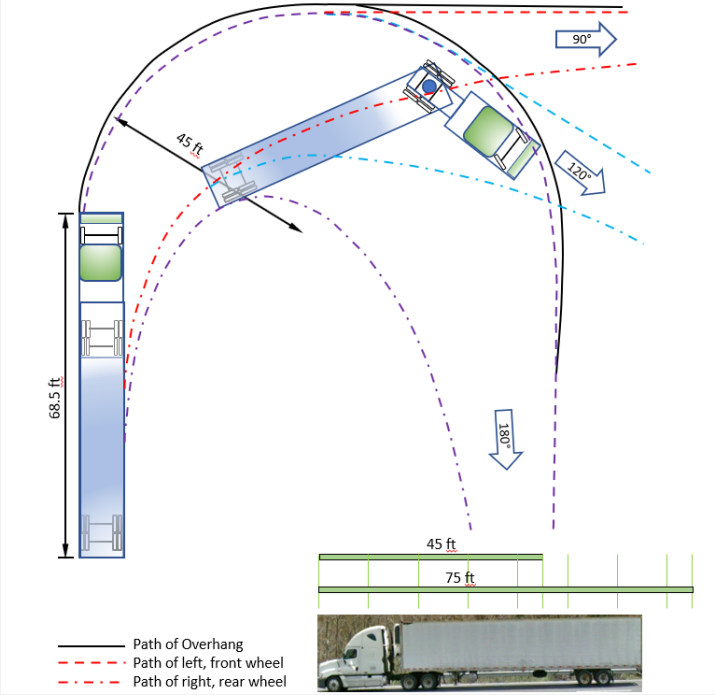 90°
45 ft
120°
68.5 ft
180°
45 ft
75 ft
Path of Overhang
Path of left, front wheel
Path of right, rear wheel